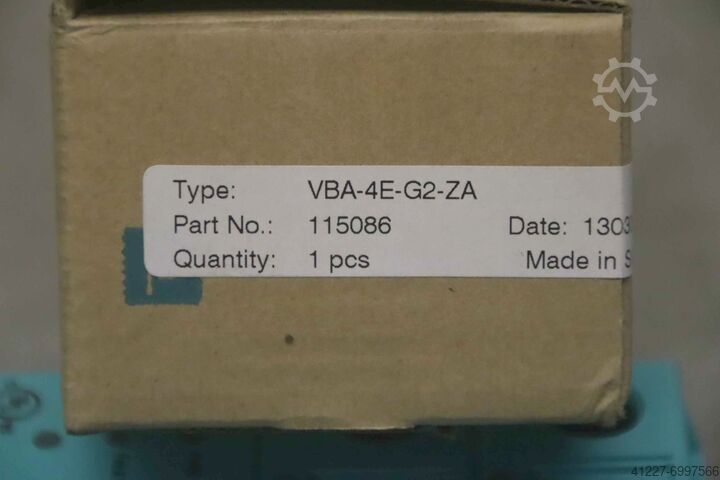 Type: VBA-4E-G2-ZA
Part No.: 115086 Date: 1303
Quantity: 1 pcs Made in S
41227-6997566